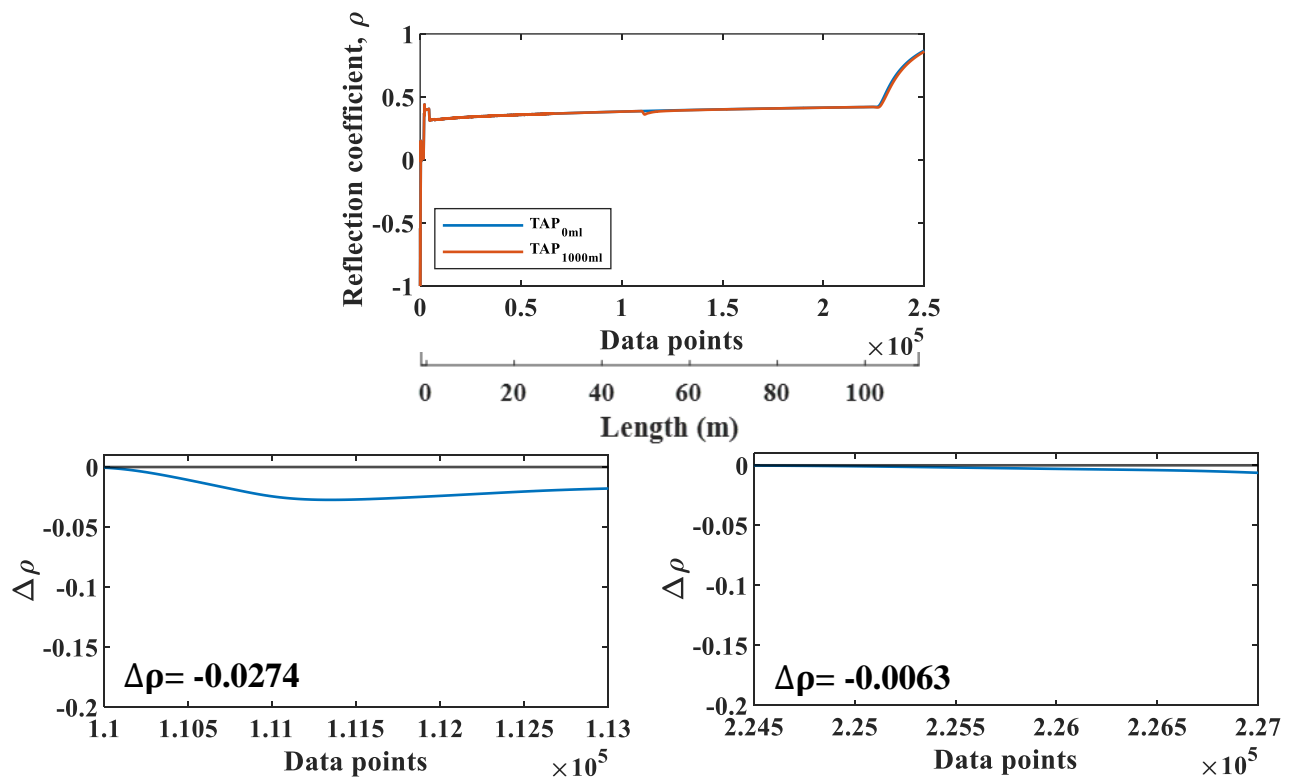 Reflection coefficient, ρ
1
0.5
0
-0.5
-1
TAP0ml
TAP1000ml
0 0.5 1 1.5 2 2.5
Data points ×10^5
0 20 40 60 80 100
Length (m)
Δρ
0
-0.05
-0.1
-0.15
-0.2
Δρ= -0.0274
1.1 1.105 1.11 1.115 1.12 1.125 1.13
Data points ×10^5
Δρ
0
-0.05
-0.1
-0.15
-0.2
Δρ= -0.0063
2.245 2.25 2.255 2.26 2.265 2.27
Data points ×10^5